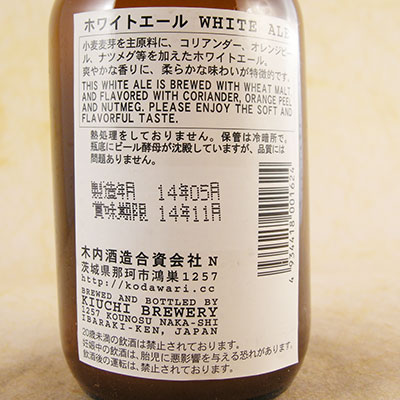 ホワイトエール WHITE ALE
小麦麦芽を主原料に、コリアンダー、オレンジピー
ル、ナツメグ等を加えたホワイトエール。
爽やかな香りに、柔らかな味わいが特徴的です。
THIS WHITE ALE IS BREWED WITH WHEAT MALT
AND FLAVORED WITH CORIANDER, ORANGE PEEL
AND NUTMEG. PLEASE ENJOY THE SOFT AND
FLAVORFUL TASTE.
熱処理をしておりません。保管は冷暗所で。
瓶底にビール酵母が沈殿していますが、品質には
問題ありません。
製造年月 14年05月
賞味期限 14年11月
4934418001624
木内酒造合資会社 N
茨城県那珂市鴻巣1257
http://kodawari.cc
BREWED AND BOTTLED BY
KIUCHI BREWERY
1257 KOUNOSU NAKA-SHI
IBARAKI-KEN, JAPAN
20歳未満の飲酒は法律で禁止されています。
妊娠中の飲酒は、胎児に悪影響を与える恐れがあります。
飲酒後の運転は、禁じられています。